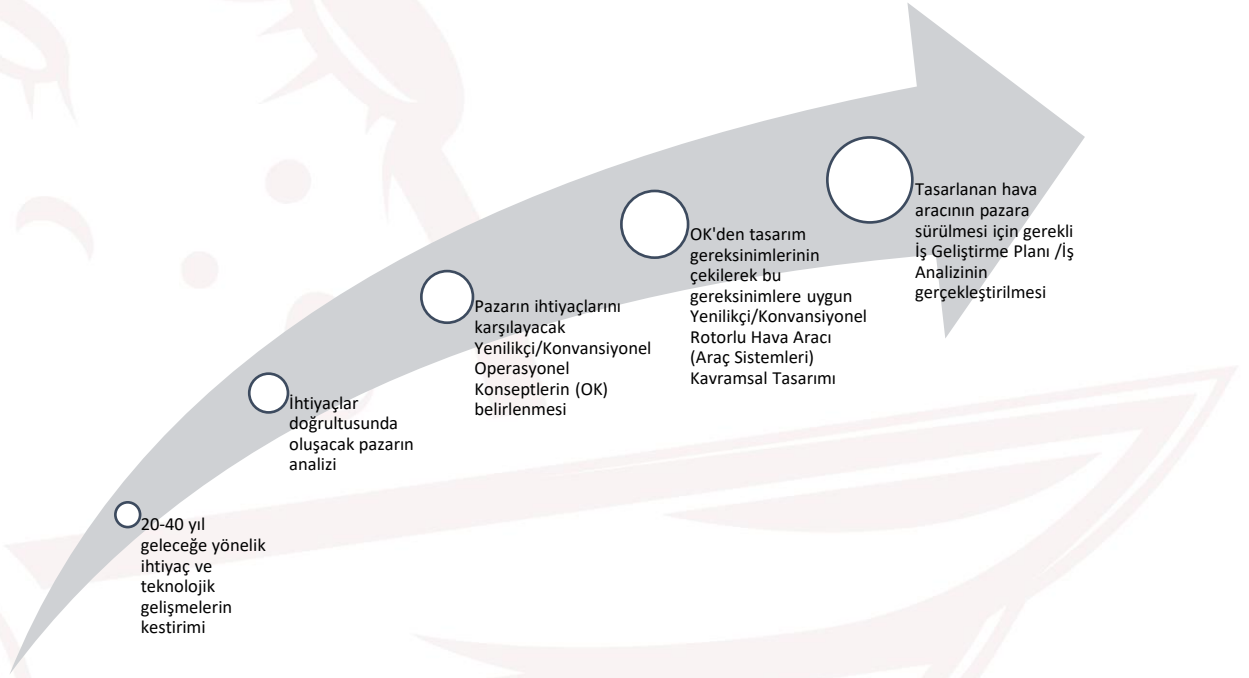 20-40 yıl
geleceğe yönelik
ihtiyaç ve
teknolojik
gelişmelerin
kestirimi
İhtiyaçlar
doğrultusunda
oluşacak pazarın
analizi
Pazarın ihtiyaçlarını
karşılayacak
Yenilikçi/Konvansiyonel
Operasyonel
Konseptlerin (OK)
belirlenmesi
OK'den tasarım
gereksinimlerinin
çekilerek bu
gereksinimlere uygun
Yenilikçi/Konvansiyonel
Rotorlu Hava Aracı
(Araç Sistemleri)
Kavramsal Tasarımı
Tasarlanan hava
aracının pazara
sürülmesi için gerekli
İş Geliştirme Planı /İş
Analizinin
gerçekleştirilmesi